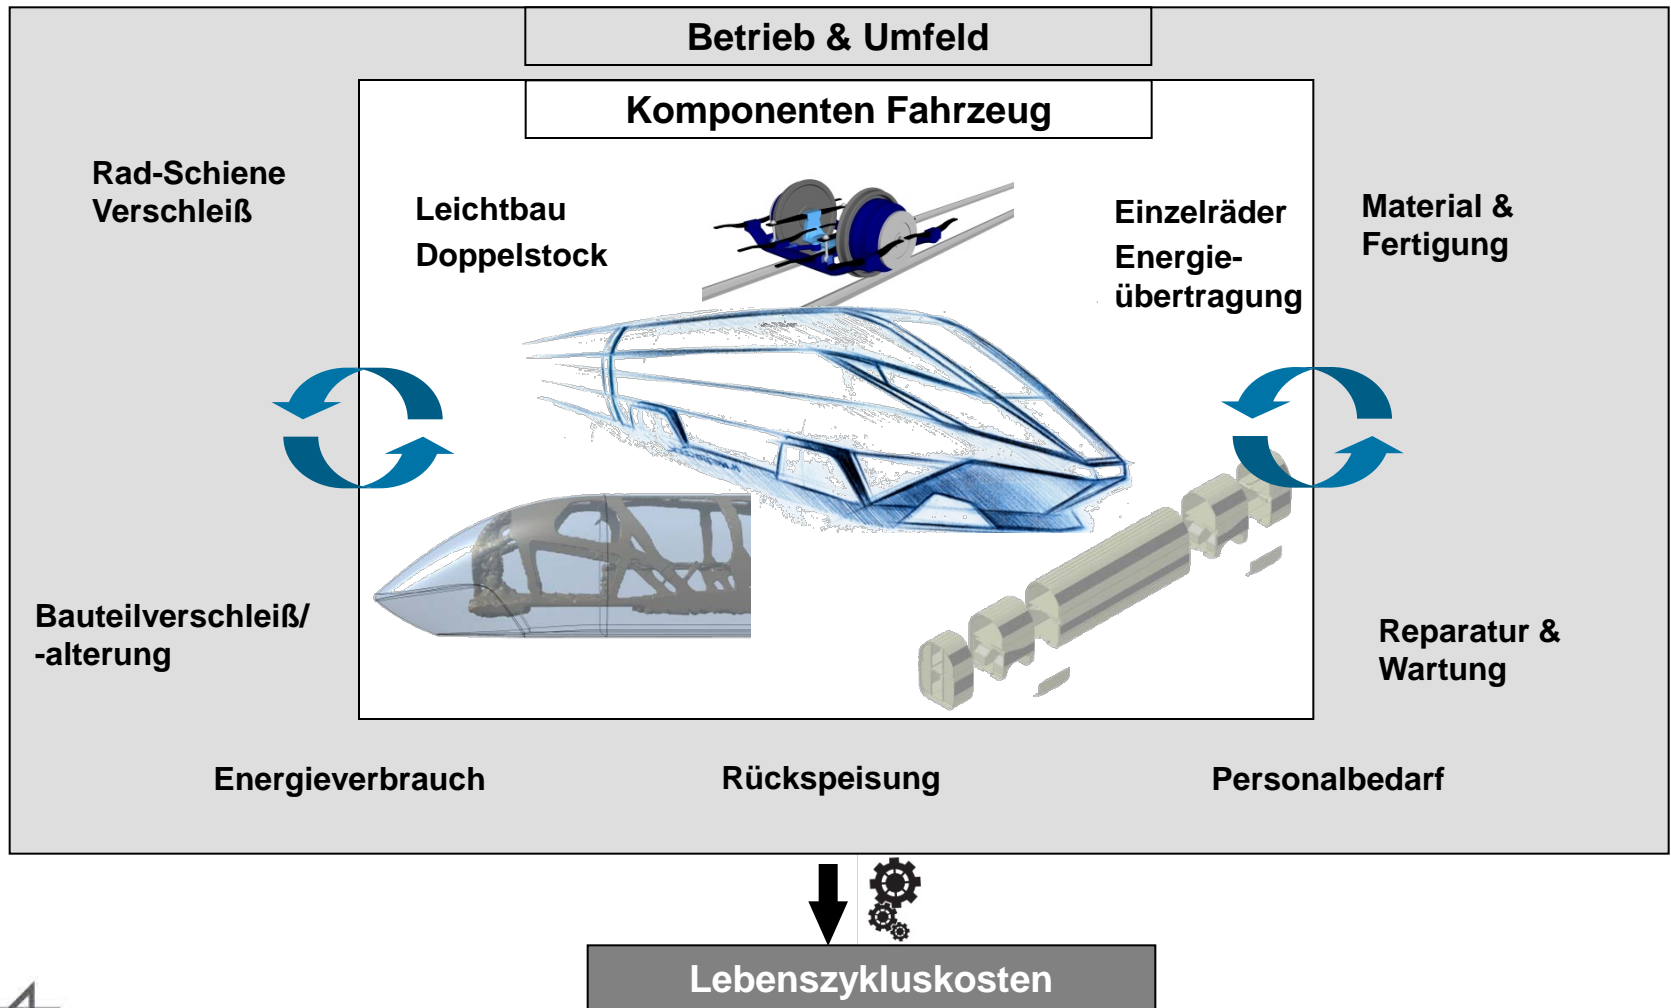 Betrieb & Umfeld
Komponenten Fahrzeug
Rad-Schiene
Verschleiß
Leichtbau
Doppelstock
Einzelräder
Energie-
übertragung
Material &
Fertigung
Bauteilverschleiß/
-alterung
Reparatur &
Wartung
Energieverbrauch
Rückspeisung
Personalbedarf
Lebenszykluskosten